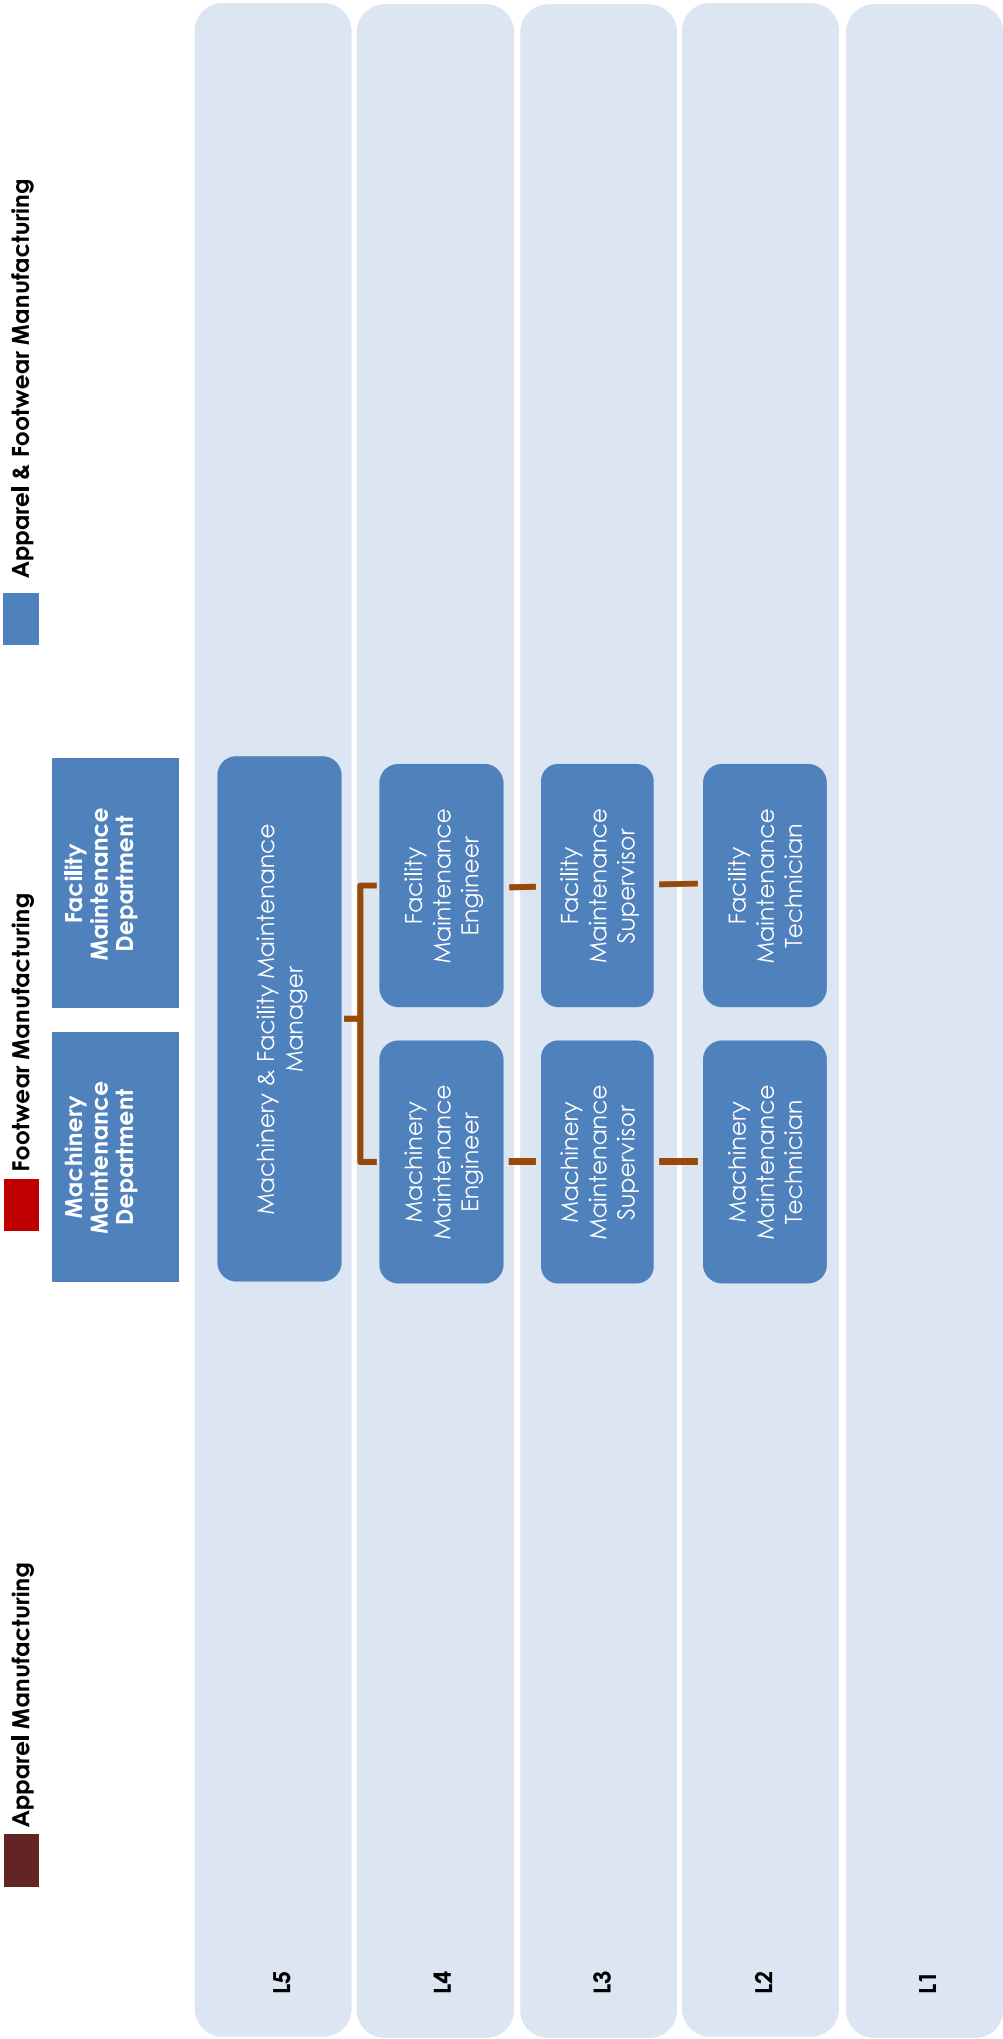 Apparel Manufacturing
Footwear Manufacturing
Apparel & Footwear Manufacturing
Machinery
Maintenance
Department
Facility
Maintenance
Department
L5
Machinery & Facility Maintenance
Manager
L4
Machinery
Maintenance
Engineer
Facility
Maintenance
Engineer
L3
Machinery
Maintenance
Supervisor
Facility
Maintenance
Supervisor
L2
Machinery
Maintenance
Technician
Facility
Maintenance
Technician
L1